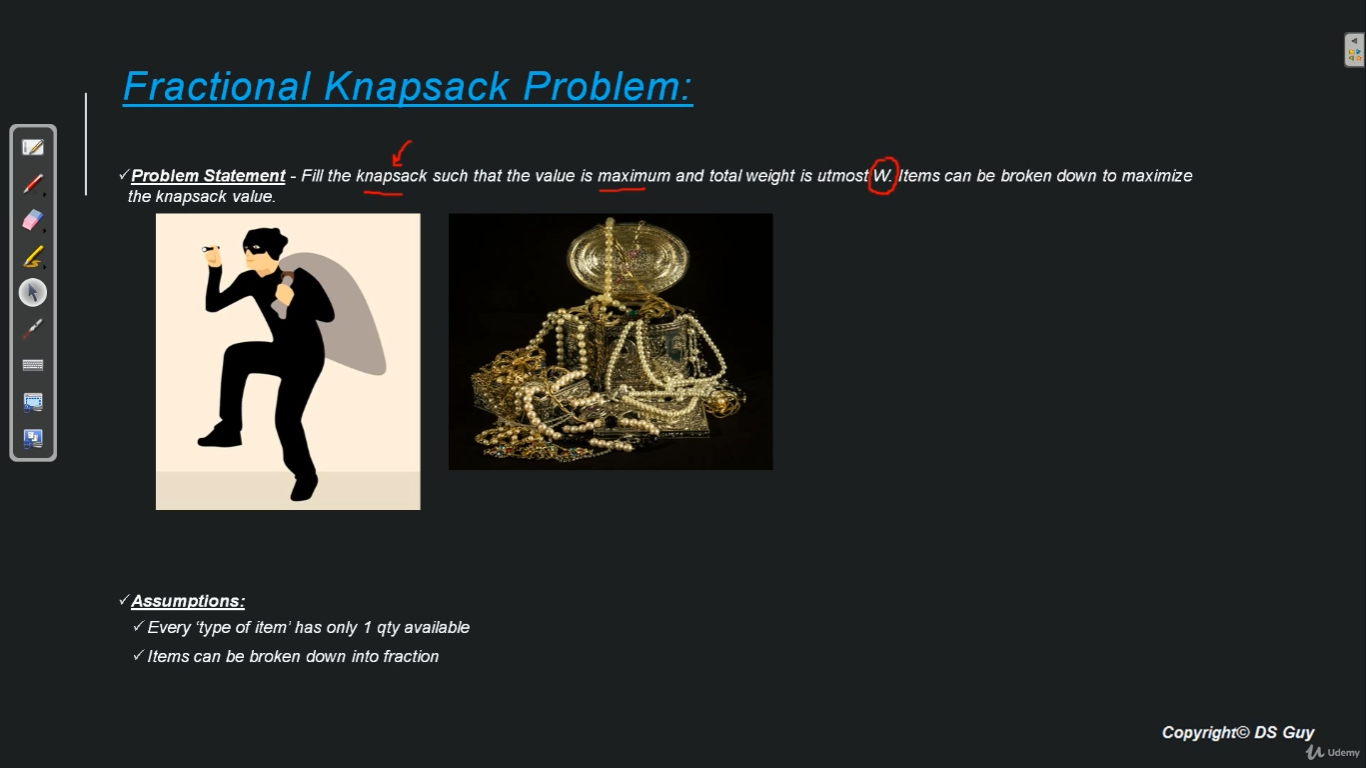 Fractional Knapsack Problem:
✓Problem Statement - Fill the knapsack such that the value is maximum and total weight is utmost W. Items can be broken down to maximize
the knapsack value.
✓Assumptions:
✓Every ‘type of item’ has only 1 qty available
✓Items can be broken down into fraction
Copyright© DS Guy
Udemy